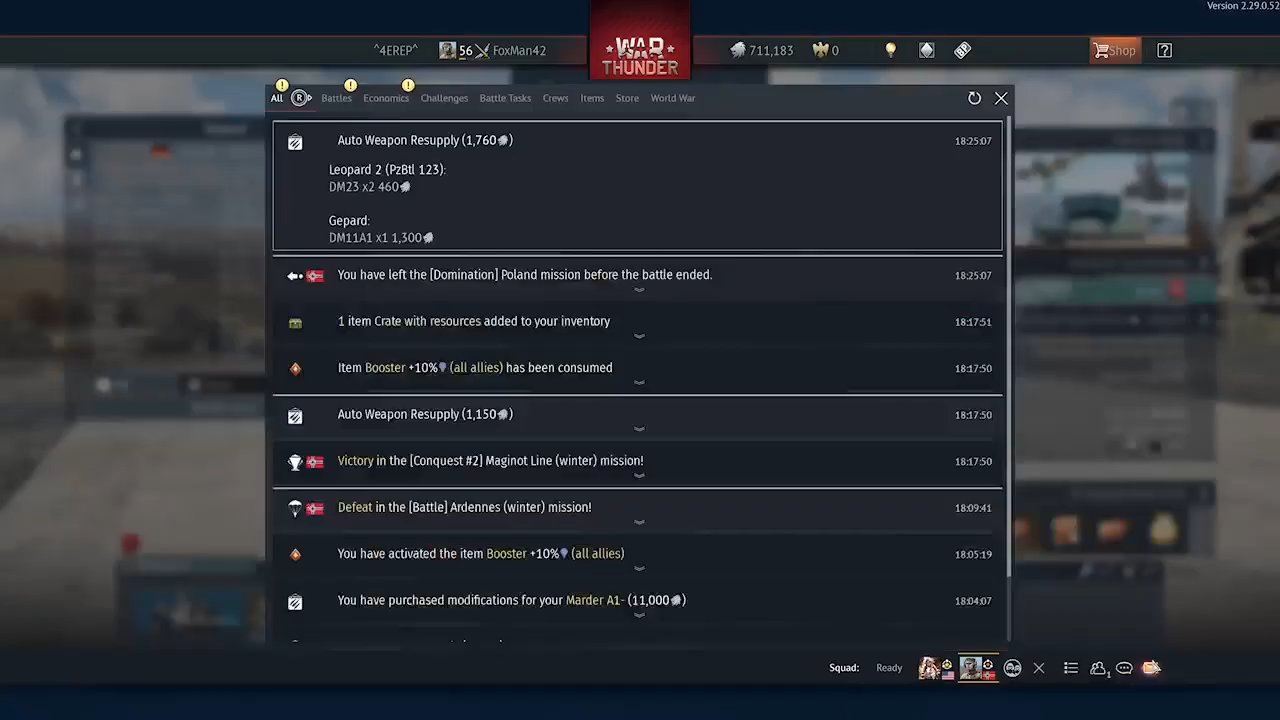 Version 2.29.0.52
^4EREP^ 56 FoxMan42
WAR THUNDER
711,183 0
Shop ?
All R Battles Economics Challenges Battle Tasks Crews Items Store World War
Auto Weapon Resupply (1,760) 18:25:07
Leopard 2 (PzBtl 123):
DM23 x2 460
Gepard:
DM11A1 x1 1,300
You have left the [Domination] Poland mission before the battle ended. 18:25:07
1 item Crate with resources added to your inventory 18:17:51
Item Booster +10% (all allies) has been consumed 18:17:50
Auto Weapon Resupply (1,150) 18:17:50
Victory in the [Conquest #2] Maginot Line (winter) mission! 18:17:50
Defeat in the [Battle] Ardennes (winter) mission! 18:09:41
You have activated the item Booster +10% (all allies) 18:05:19
You have purchased modifications for your Marder A1- (11,000) 18:04:07
Squad: Ready 1